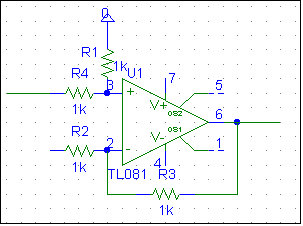 0
R1
1k
U1
7
R4
3
+
5
1k
V+
OS2
6
R2
OS1
2
-
V-
1
1k
TL081
4
R3
1k